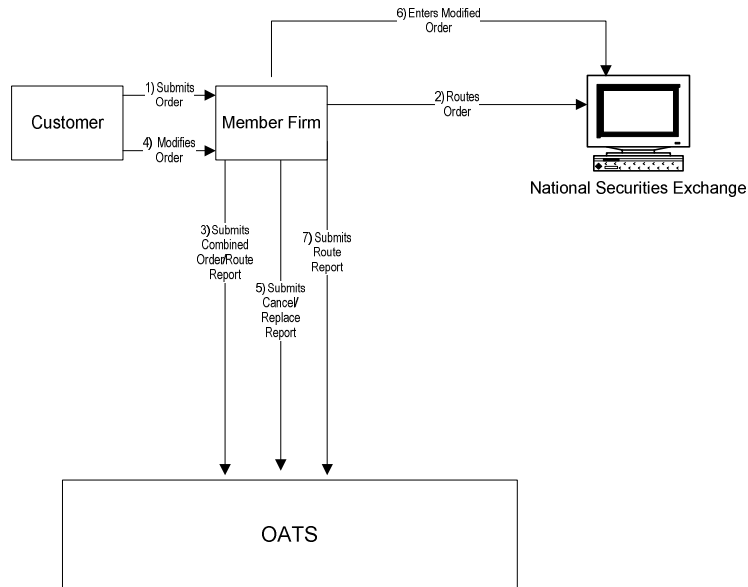 6) Enters Modified
Order
1) Submits
Order
2) Routes
Order
Customer
Member Firm
4) Modifies
Order
National Securities Exchange
3) Submits
Combined
Order/Route
Report
7) Submits
Route
Report
5) Submits
Cancel/
Replace
Report
OATS